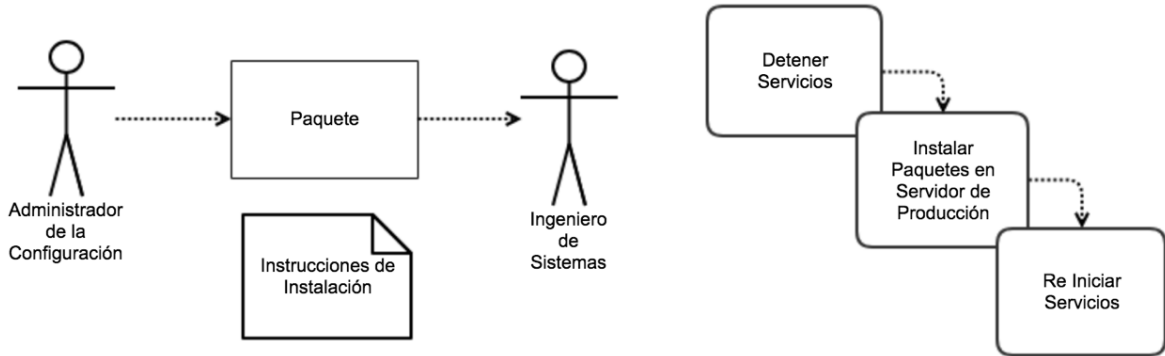 Administrador
de la
Configuración
Paquete
Instrucciones de
Instalación
Ingeniero
de
Sistemas
Detener
Servicios
Instalar
Paquetes en
Servidor de
Producción
Re Iniciar
Servicios